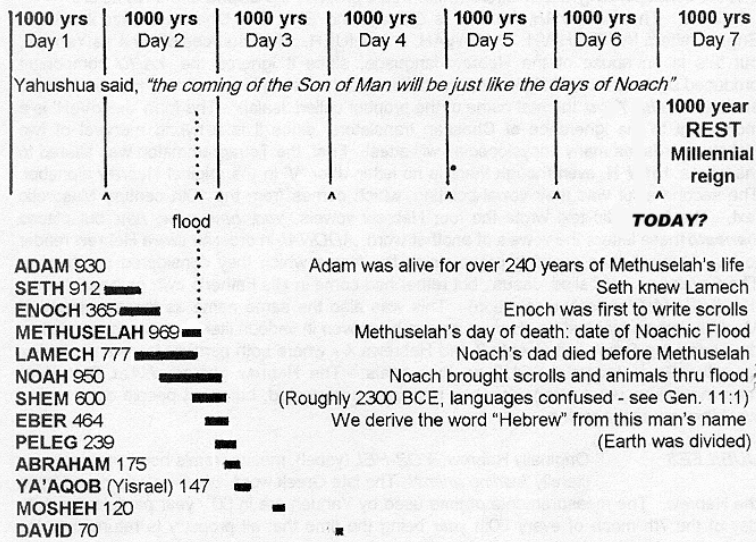 1000 yrs 1000 yrs 1000 yrs 1000 yrs 1000 yrs 1000 yrs 1000 yrs
Day 1 Day 2 Day 3 Day 4 Day 5 Day 6 Day 7
Yahushua said, "the coming of the Son of Man will be just like the days of Noach"
1000 year
REST
Millennial
reign
^ ^ ^ ^ ^ ^
flood
TODAY?
ADAM 930 Adam was alive for over 240 years of Methuselah's life
SETH 912 Seth knew Lamech
ENOCH 365 Enoch was first to write scrolls
METHUSELAH 969 Methuselah's day of death: date of Noachic Flood
LAMECH 777 Noach's dad died before Methuselah
NOAH 950 Noach brought scrolls and animals thru flood
SHEM 600 (Roughly 2300 BCE, languages confused - see Gen. 11:1)
EBER 464 We derive the word "Hebrew" from this man's name
PELEG 239 (Earth was divided)
ABRAHAM 175
YA'AQOB (Yisrael) 147
MOSHEH 120
DAVID 70